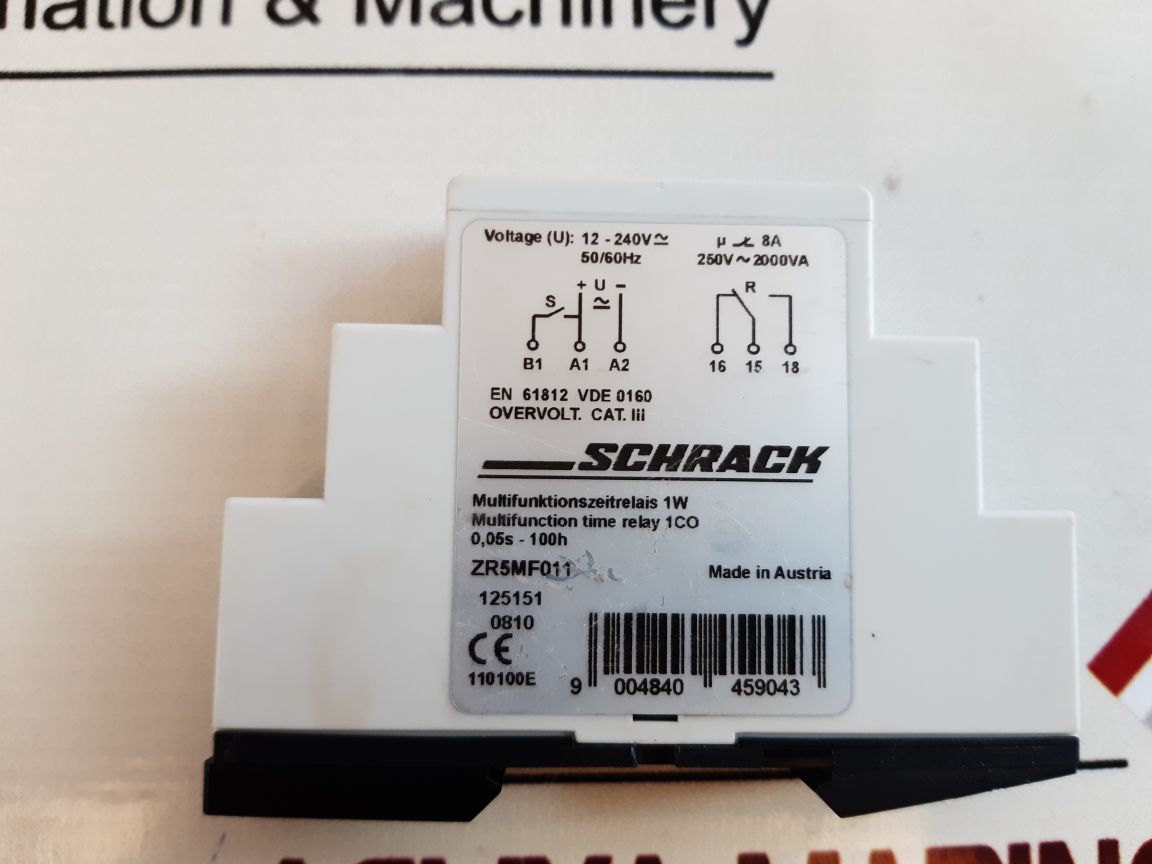 & Machinery
Voltage (U): 12 - 240V≃
50/60Hz
µ 8A
250V ~ 2000VA
+ U −
≃
S
B1 A1 A2
R
16 15 18
EN 61812 VDE 0160
OVERVOLT. CAT. Iii
SCHRACK
Multifunktionszeitrelais 1W
Multifunction time relay 1CO
0,05s - 100h
ZR5MF011
Made in Austria
125151
0810
CE
110100E
9 004840 459043